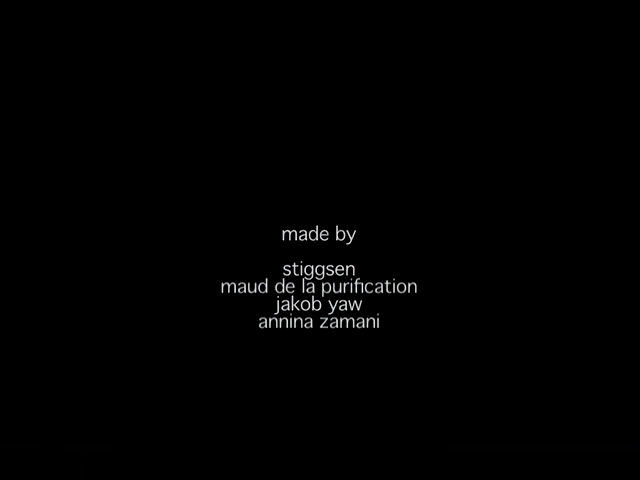 made by
stiggsen
maud de la purification
jakob yaw
annina zamani